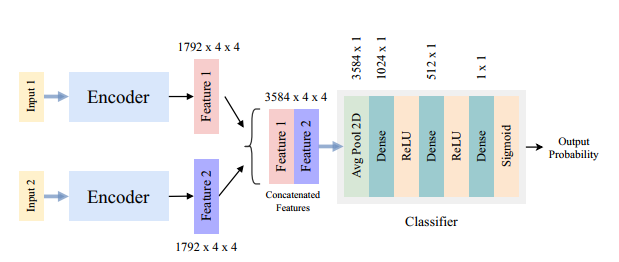 1792 x 4 x 4
Input 1
Encoder
Feature 1
3584 x 4 x 4
Feature 1
Feature 2
Concatenated
Features
Input 2
Encoder
Feature 2
1792 x 4 x 4
3584 x 1
1024 x 1
512 x 1
1 x 1
Avg Pool 2D
Dense
ReLU
Dense
ReLU
Dense
Sigmoid
Classifier
Output
Probability